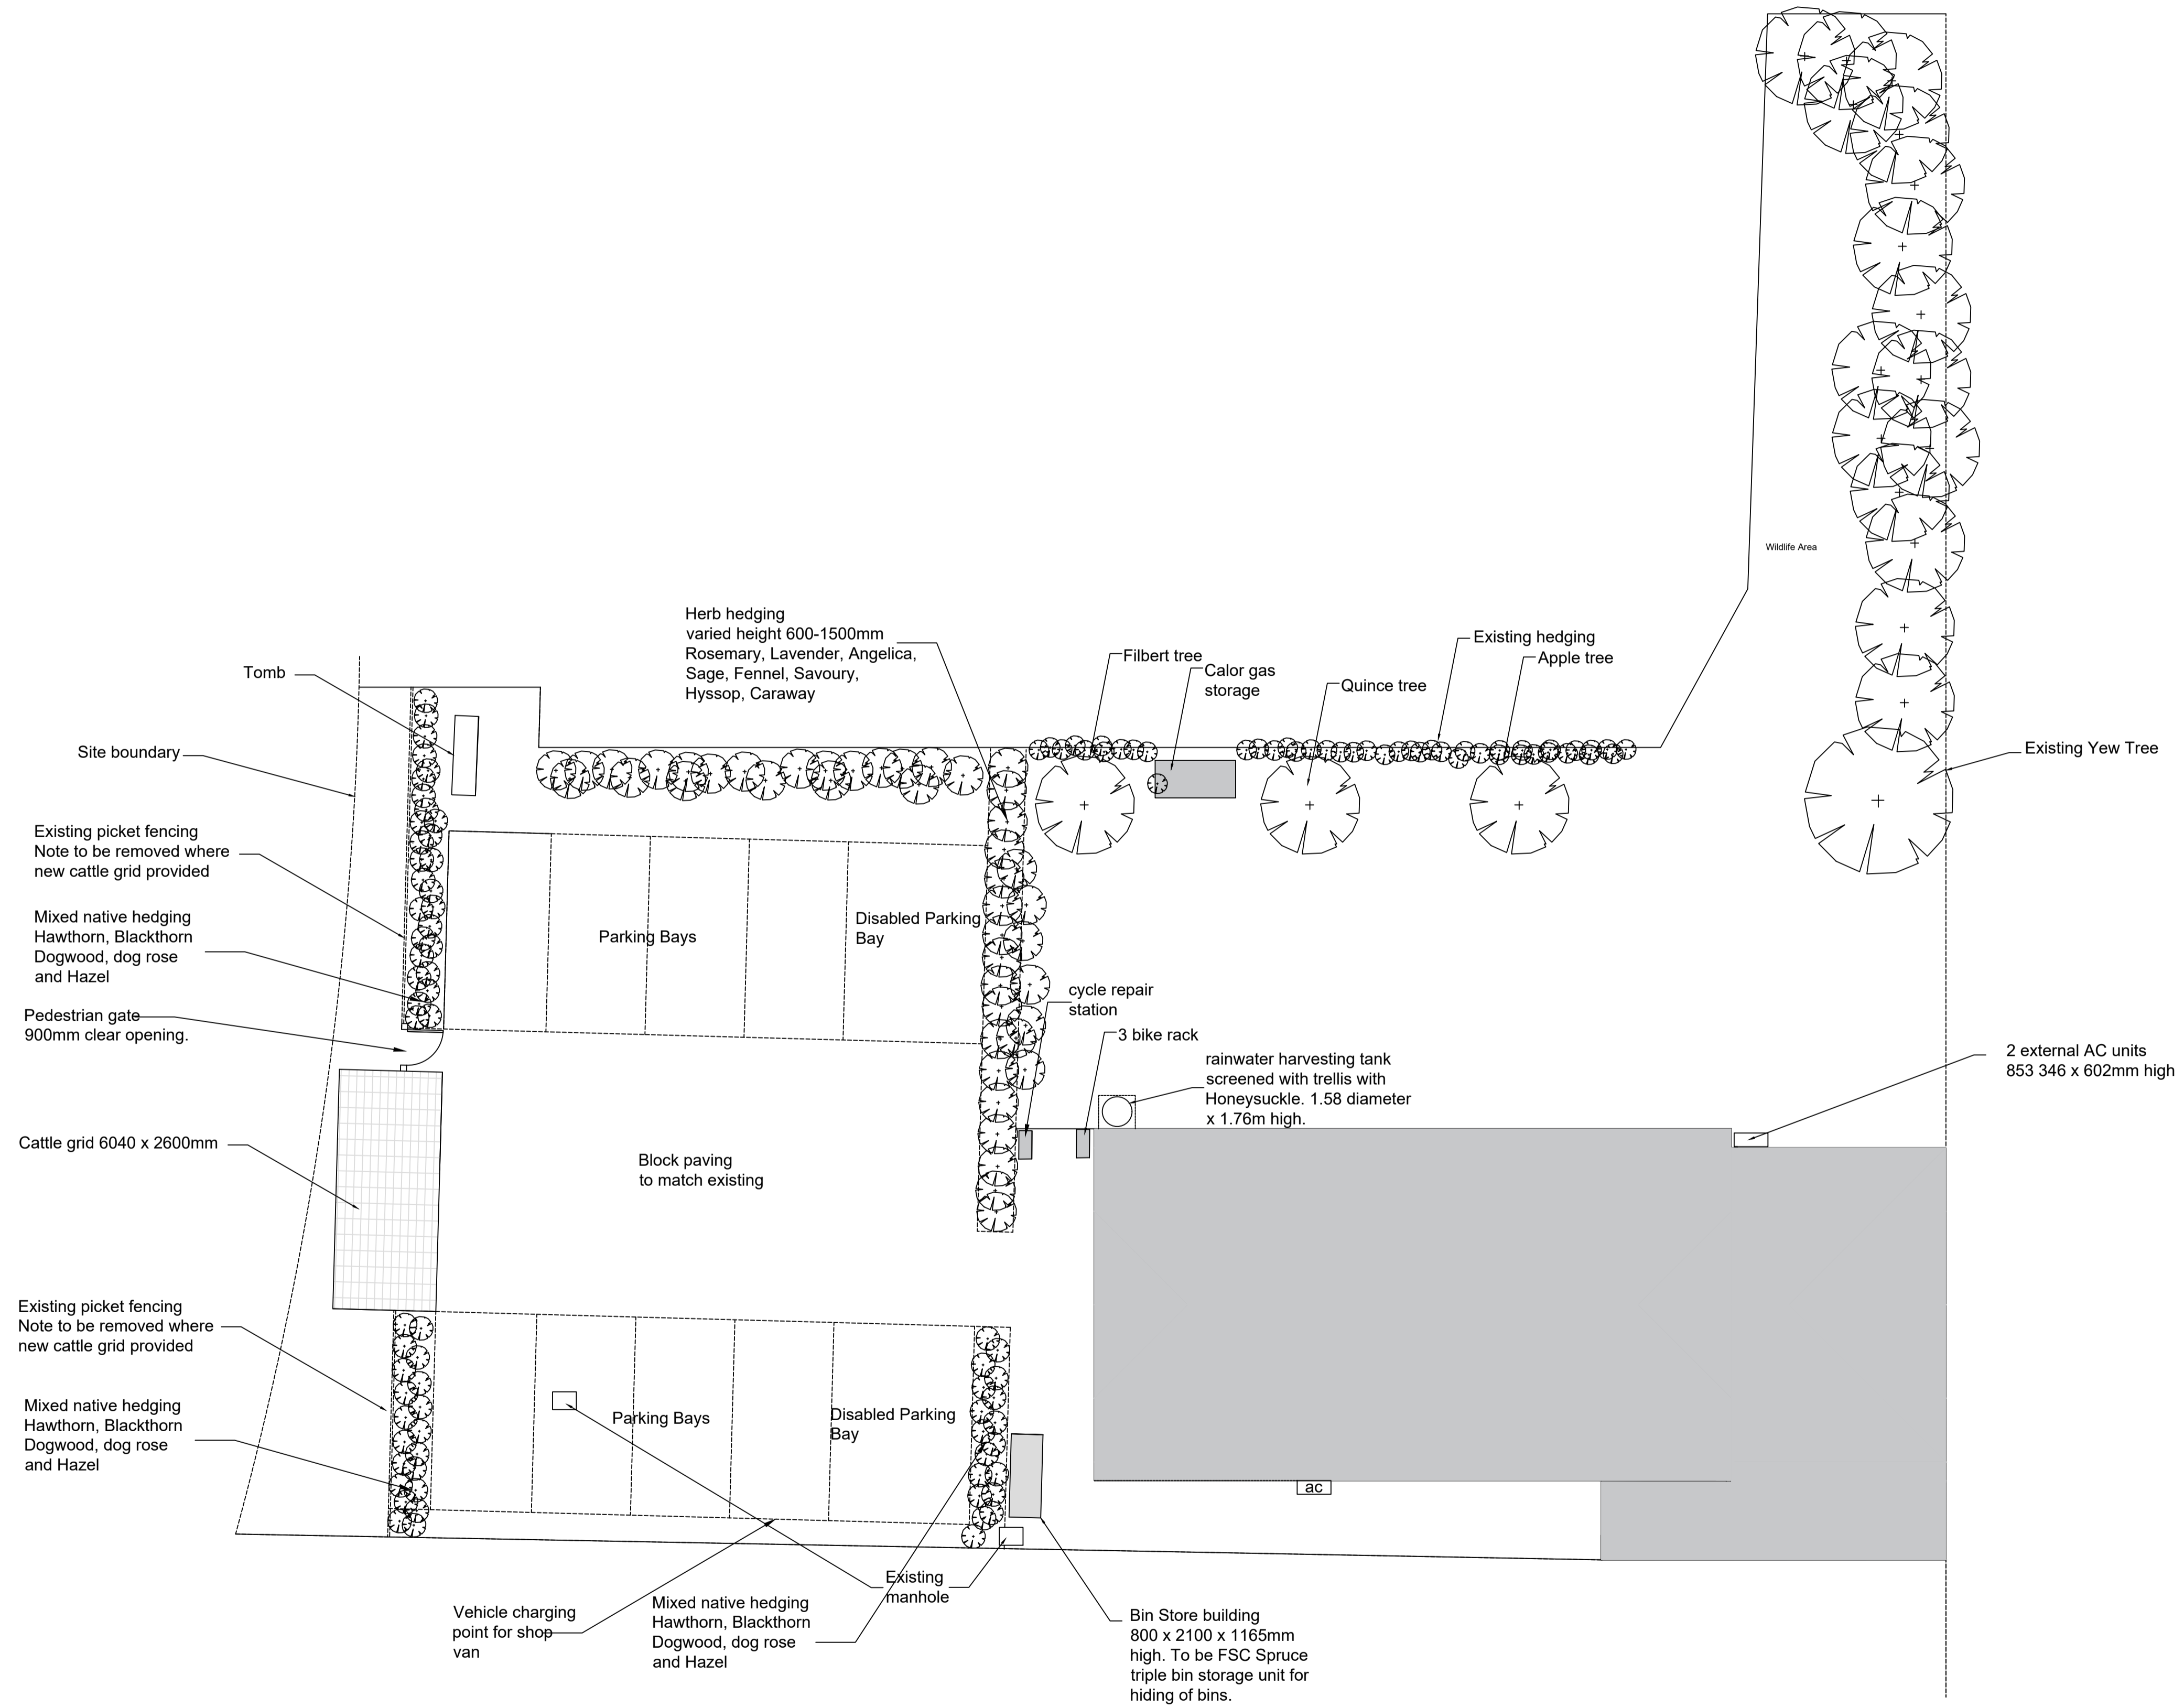 Wildlife Area
Herb hedging
varied height 600-1500mm
Rosemary, Lavender, Angelica,
Sage, Fennel, Savoury,
Hyssop, Caraway
Filbert tree
Calor gas
storage
Quince tree
Existing hedging
Apple tree
Existing Yew Tree
Tomb
Site boundary
Existing picket fencing
Note to be removed where
new cattle grid provided
Mixed native hedging
Hawthorn, Blackthorn
Dogwood, dog rose
and Hazel
Pedestrian gate
900mm clear opening.
Parking Bays
Disabled Parking
Bay
cycle repair
station
3 bike rack
rainwater harvesting tank
screened with trellis with
Honeysuckle. 1.58 diameter
x 1.76m high.
2 external AC units
853 346 x 602mm high
Cattle grid 6040 x 2600mm
Block paving
to match existing
Existing picket fencing
Note to be removed where
new cattle grid provided
Mixed native hedging
Hawthorn, Blackthorn
Dogwood, dog rose
and Hazel
Parking Bays
Disabled Parking
Bay
ac
Existing
manhole
Vehicle charging
point for shop
van
Mixed native hedging
Hawthorn, Blackthorn
Dogwood, dog rose
and Hazel
Bin Store building
800 x 2100 x 1165mm
high. To be FSC Spruce
triple bin storage unit for
hiding of bins.